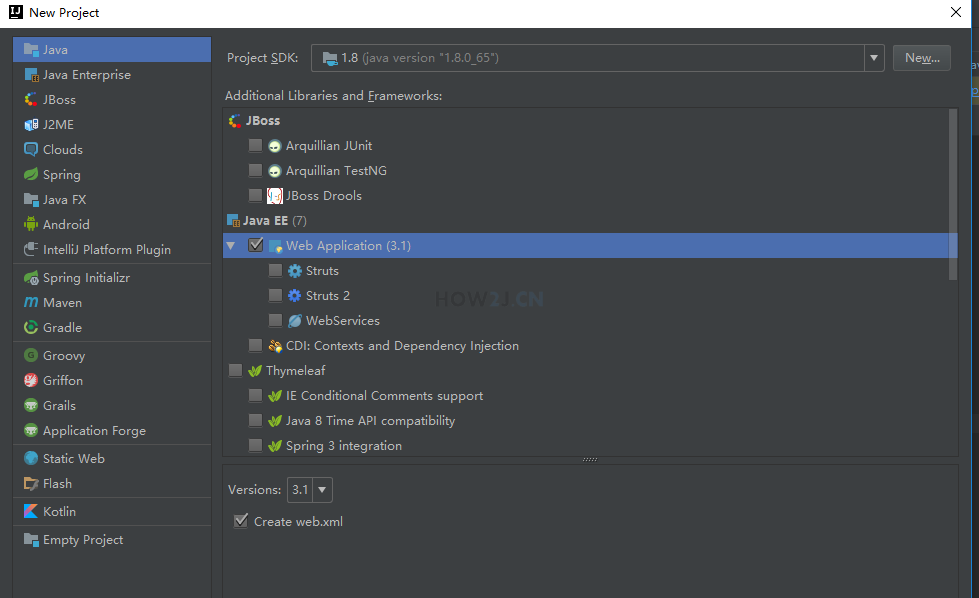 New Project
Java
Java Enterprise
JBoss
J2ME
Clouds
Spring
Java FX
Android
IntelliJ Platform Plugin
Spring Initializr
Maven
Gradle
Groovy
Griffon
Grails
Application Forge
Static Web
Flash
Kotlin
Empty Project
Project SDK: 1.8 (java version "1.8.0_65") New...
Additional Libraries and Frameworks:
JBoss
Arquillian JUnit
Arquillian TestNG
JBoss Drools
Java EE (7)
Web Application (3.1)
Struts
Struts 2
HOW2J.CN
WebServices
CDI: Contexts and Dependency Injection
Thymeleaf
IE Conditional Comments support
Java 8 Time API compatibility
Spring 3 integration
Versions: 3.1
Create web.xml